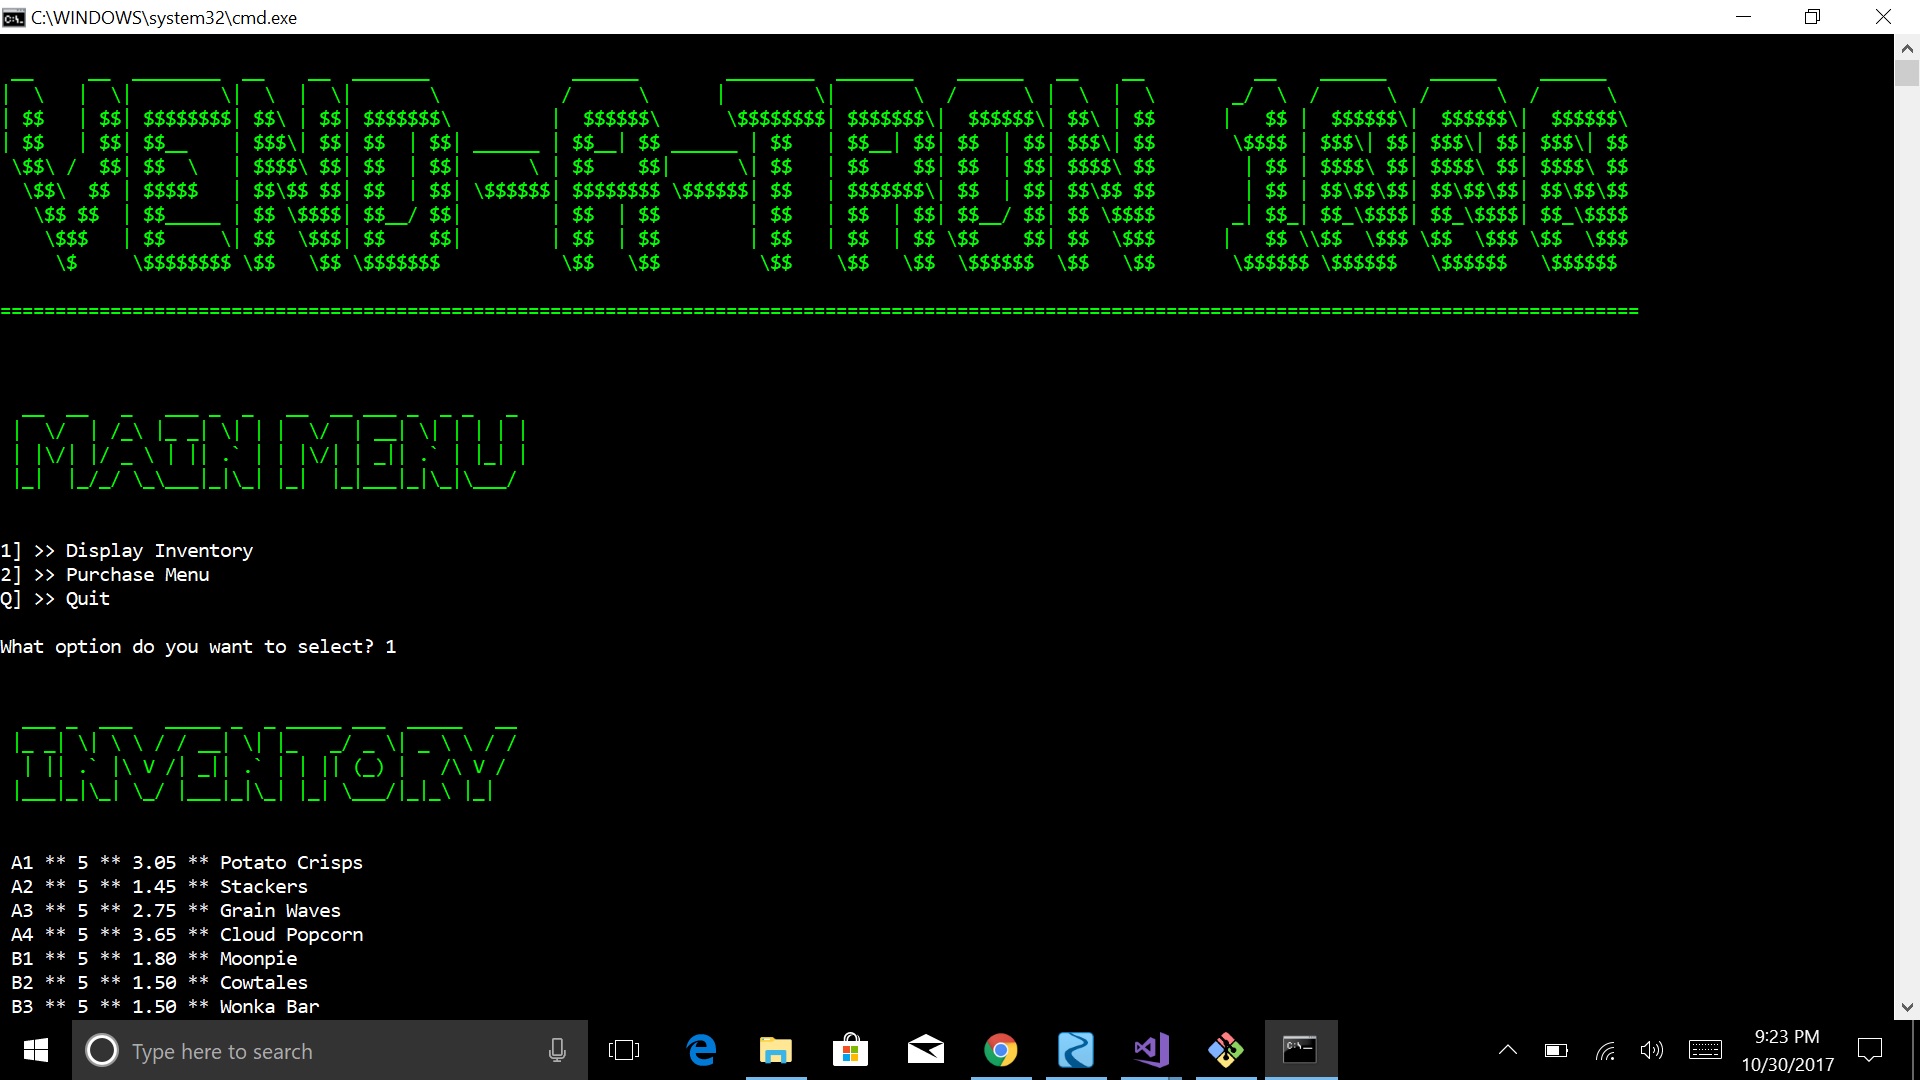 C:\WINDOWS\system32\cmd.exe
VEND-A-TRON 1000
MAIN MENU
1] >> Display Inventory
2] >> Purchase Menu
Q] >> Quit
What option do you want to select? 1
INVENTORY
A1 ** 5 ** 3.05 ** Potato Crisps
A2 ** 5 ** 1.45 ** Stackers
A3 ** 5 ** 2.75 ** Grain Waves
A4 ** 5 ** 3.65 ** Cloud Popcorn
B1 ** 5 ** 1.80 ** Moonpie
B2 ** 5 ** 1.50 ** Cowtales
B3 ** 5 ** 1.50 ** Wonka Bar
Type here to search
9:23 PM
10/30/2017